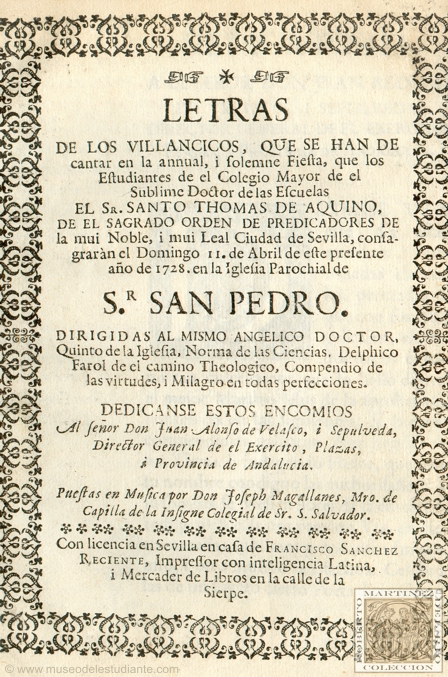 LETRAS
DE LOS VILLANCICOS, QUE SE HAN DE
cantar en la annual, i solemne Fiesta, que los
Estudiantes de el Colegio Mayor de el
Sublime Doctor de las Escuelas
EL SR. SANTO THOMAS DE AQUINO,
DE EL SAGRADO ORDEN DE PREDICADORES DE
la mui Noble, i mui Leal Ciudad de Sevilla, consa-
graràn el Domingo 11. de Abril de este presente
año de 1728. en la Iglesia Parochial de
S.R SAN PEDRO.
DIRIGIDAS AL MISMO ANGELICO DOCTOR,
Quinto de la Iglesia, Norma de las Ciencias, Delphico
Farol de el camino Theologico, Compendio de
las virtudes, i Milagro en todas perfecciones.
DEDICANSE ESTOS ENCOMIOS
Al señor Don Juan Alonso de Velasco, i Sepulveda,
Director General de el Exercito, Plazas,
i Provincia de Andalucia.
Puestas en Musica por Don Joseph Magallanes, Mro. de
Capilla de la Insigne Colegial de Sr. S. Salvador.
Con licencia en Sevilla en casa de FRANCISCO SANCHEZ
RECIENTE, Impressor con inteligencia Latina,
i Mercader de Libros en la calle de la
Sierpe.
ROBERTO MARTINEZ
COLECCION
© www.museodelestudiante.com